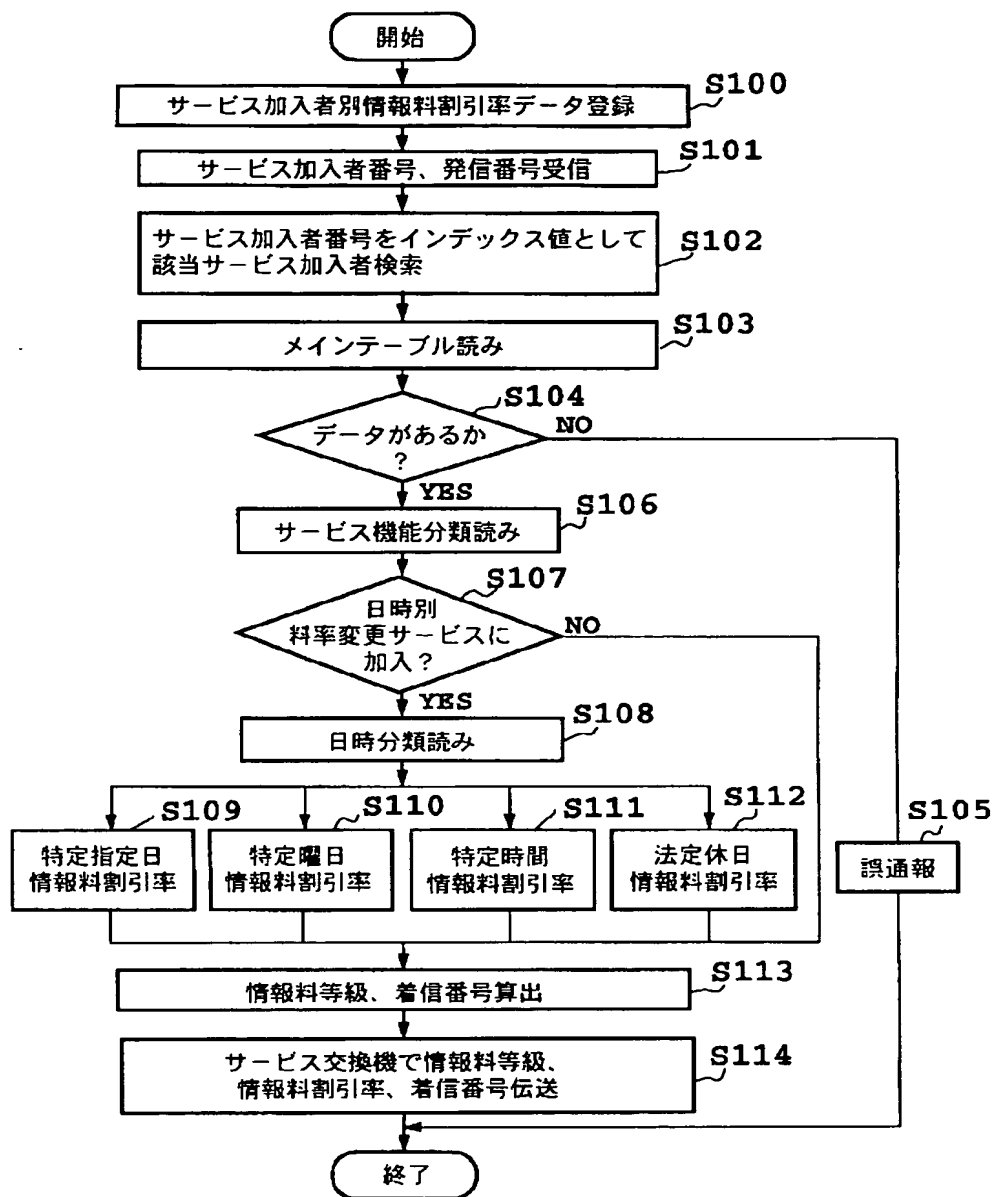 開始
S100
サービス加入者別情報料割引率データ登録
S101
サービス加入者番号、発信番号受信
サービス加入者番号をインデックス値として
該当サービス加入者検索
S102
S103
メインテーブル読み
S104
データがあるか
?
NO
YES
S106
サービス機能分類読み
S107
日時別
料率変更サービスに
加入?
NO
YES
S108
日時分類読み
S109
特定指定日
情報料割引率
S110
特定曜日
情報料割引率
S111
特定時間
情報料割引率
S112
法定休日
情報料割引率
S105
誤通報
S113
情報料等級、着信番号算出
サービス交換機で情報料等級、
情報料割引率、着信番号伝送
S114
終了